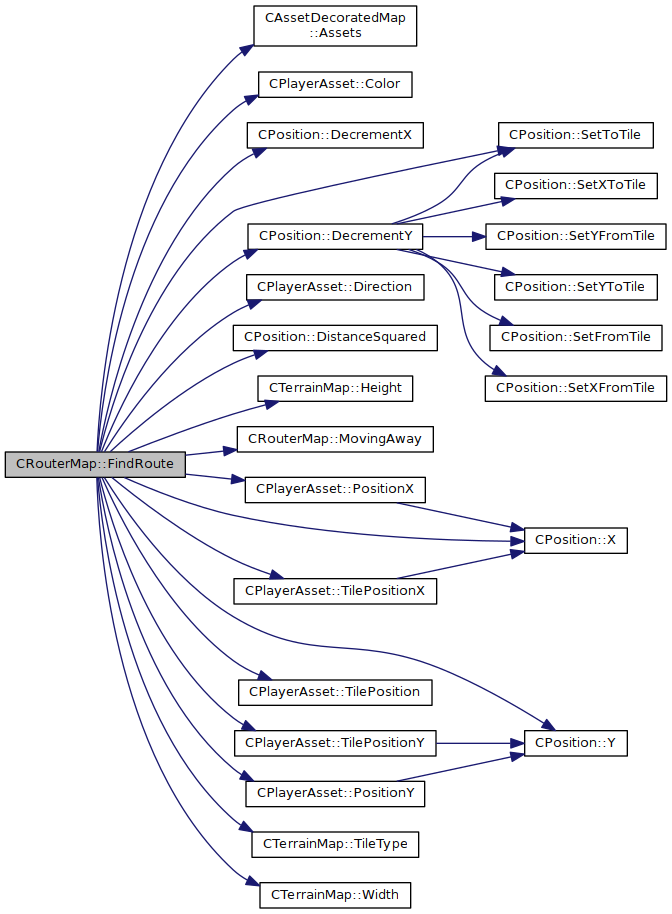 CAssetDecoratedMap
::Assets
CPlayerAsset::Color
CPosition::DecrementX
CPosition::SetToTile
CPosition::SetXToTile
CPosition::DecrementY
CPosition::SetYFromTile
CPlayerAsset::Direction
CPosition::SetYToTile
CPosition::DistanceSquared
CPosition::SetFromTile
CTerrainMap::Height
CPosition::SetXFromTile
CRouterMap::MovingAway
CRouterMap::FindRoute
CPlayerAsset::PositionX
CPosition::X
CPlayerAsset::TilePositionX
CPlayerAsset::TilePosition
CPlayerAsset::TilePositionY
CPosition::Y
CPlayerAsset::PositionY
CTerrainMap::TileType
CTerrainMap::Width